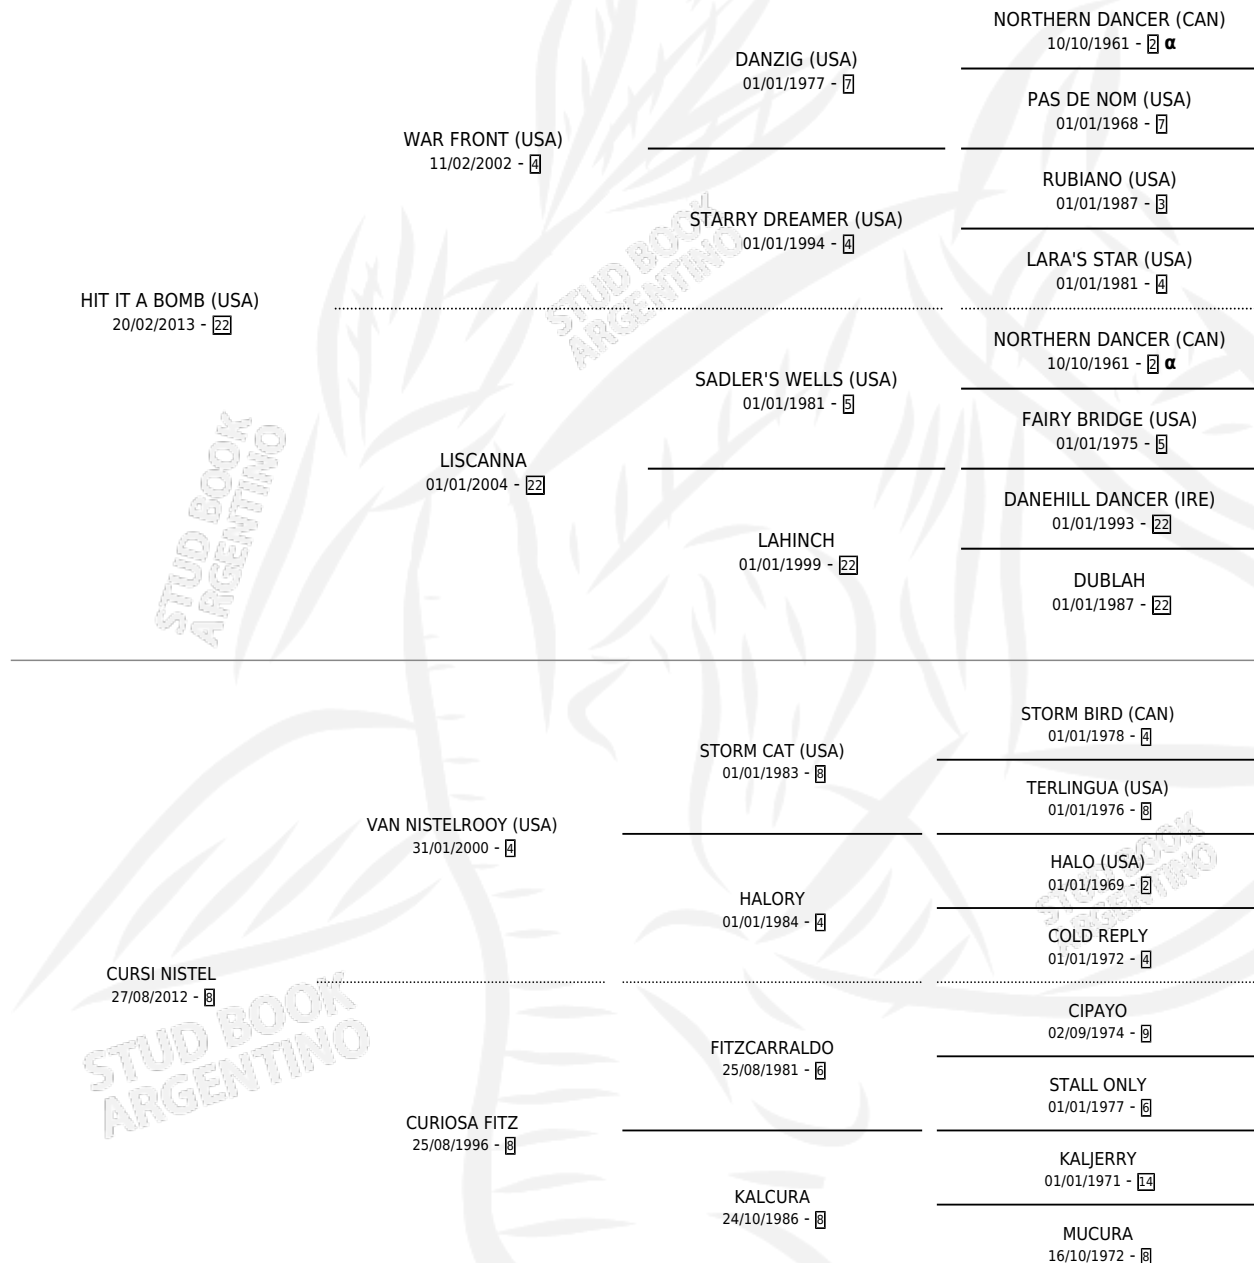 NORTHERN DANCER (CAN)
10/10/1961 - 2 α
DANZIG (USA)
01/01/1977 - 7
PAS DE NOM (USA)
01/01/1968 - 7
WAR FRONT (USA)
11/02/2002 - 4
RUBIANO (USA)
01/01/1987 - 3
STARRY DREAMER (USA)
01/01/1994 - 4
LARA'S STAR (USA)
01/01/1981 - 4
HIT IT A BOMB (USA)
20/02/2013 - 22
NORTHERN DANCER (CAN)
10/10/1961 - 2 α
SADLER'S WELLS (USA)
01/01/1981 - 5
FAIRY BRIDGE (USA)
01/01/1975 - 5
LISCANNA
01/01/2004 - 22
DANEHILL DANCER (IRE)
01/01/1993 - 22
LAHINCH
01/01/1999 - 22
DUBLAH
01/01/1987 - 22
STORM BIRD (CAN)
01/01/1978 - 4
STORM CAT (USA)
01/01/1983 - 8
TERLINGUA (USA)
01/01/1976 - 8
VAN NISTELROOY (USA)
31/01/2000 - 4
HALO (USA)
01/01/1969 - 2
HALORY
01/01/1984 - 4
COLD REPLY
01/01/1972 - 4
CURSI NISTEL
27/08/2012 - 8
CIPAYO
02/09/1974 - 9
FITZCARRALDO
25/08/1981 - 6
STALL ONLY
01/01/1977 - 6
CURIOSA FITZ
25/08/1996 - 8
KALJERRY
01/01/1971 - 14
KALCURA
24/10/1986 - 8
MUCURA
16/10/1972 - 8
STUD BOOK
ARGENTINO
STUD BOOK
ARGENTINO
STUD BOOK
ARGENTINO
STUD BOOK
ARGENTINO